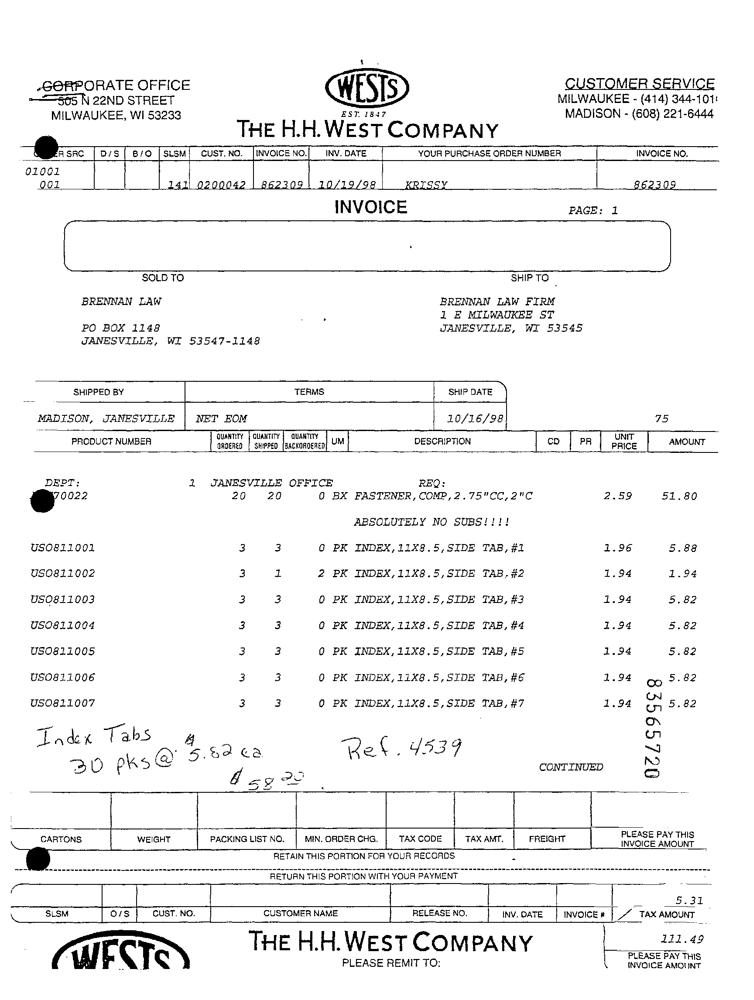 CORPORATE OFFICE
505 N 22ND STREET
MILWAUKEE, WI 53233
WESTS
EST. 1847
THE H.H. WEST COMPANY
CUSTOMER SERVICE
MILWAUKEE - (414) 344-101
MADISON - (608) 221-6444
R SRC D/S B/O SLSM CUST. NO. INVOICE NO. INV. DATE YOUR PURCHASE ORDER NUMBER INVOICE NO.
01001
001 141 0200042 862309 10/19/98 KRISSY 862309
INVOICE
PAGE: 1
SOLD TO SHIP TO
BRENNAN LAW BRENNAN LAW FIRM
1 E MILWAUKEE ST
PO BOX 1148 JANESVILLE, WI 53545
JANESVILLE, WI 53547-1148
SHIPPED BY TERMS SHIP DATE
MADISON, JANESVILLE NET EOM 10/16/98 75
PRODUCT NUMBER QUANTITY ORDERED QUANTITY SHIPPED QUANTITY BACKORDERED UM DESCRIPTION CD PR UNIT PRICE AMOUNT
DEPT: 1 JANESVILLE OFFICE REQ:
70022 20 20 0 BX FASTENER,COMP,2.75"CC,2"C 2.59 51.80
ABSOLUTELY NO SUBS!!!!
USO811001 3 3 0 PK INDEX,11X8.5,SIDE TAB,#1 1.96 5.88
USO811002 3 1 2 PK INDEX,11X8.5,SIDE TAB,#2 1.94 1.94
USO811003 3 3 0 PK INDEX,11X8.5,SIDE TAB,#3 1.94 5.82
USO811004 3 3 0 PK INDEX,11X8.5,SIDE TAB,#4 1.94 5.82
USO811005 3 3 0 PK INDEX,11X8.5,SIDE TAB,#5 1.94 5.82
USO811006 3 3 0 PK INDEX,11X8.5,SIDE TAB,#6 1.94 5.82
USO811007 3 3 0 PK INDEX,11X8.5,SIDE TAB,#7 1.94 5.82
83565720
Index Tabs
30 pks @ $5.82 ea
$58.20
Ref. 4539
CONTINUED
CARTONS WEIGHT PACKING LIST NO. MIN. ORDER CHG. TAX CODE TAX AMT. FREIGHT PLEASE PAY THIS INVOICE AMOUNT
RETAIN THIS PORTION FOR YOUR RECORDS
RETURN THIS PORTION WITH YOUR PAYMENT
5.31
SLSM O/S CUST. NO. CUSTOMER NAME RELEASE NO. INV. DATE INVOICE # TAX AMOUNT
WESTS
THE H.H. WEST COMPANY
PLEASE REMIT TO:
111.49
PLEASE PAY THIS
INVOICE AMOUNT